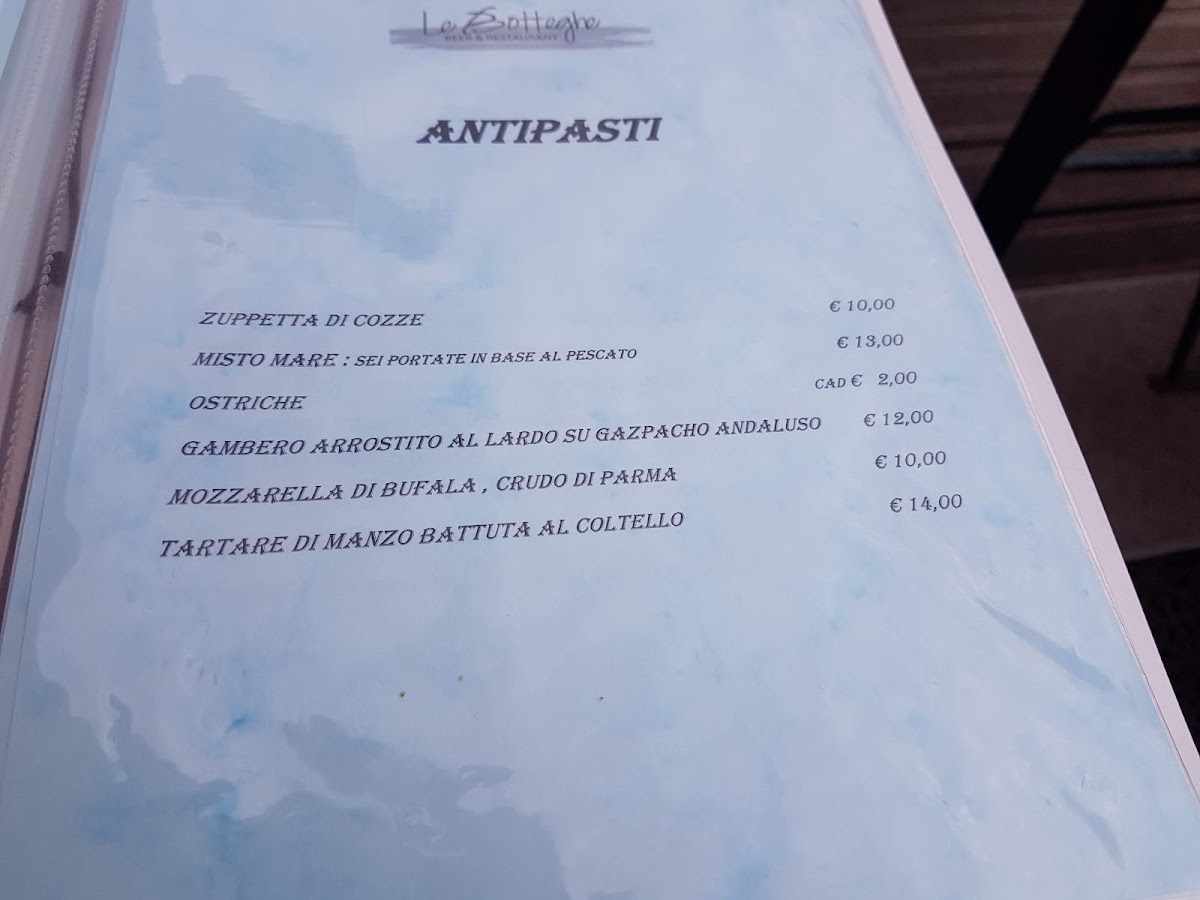 Le Botteghe
BEER & RESTAURANT
ANTIPASTI
ZUPPETTA DI COZZE € 10,00
MISTO MARE : SEI PORTATE IN BASE AL PESCATO € 13,00
OSTRICHE CAD € 2,00
GAMBERO ARROSTITO AL LARDO SU GAZPACHO ANDALUSO € 12,00
MOZZARELLA DI BUFALA , CRUDO DI PARMA € 10,00
TARTARE DI MANZO BATTUTA AL COLTELLO € 14,00